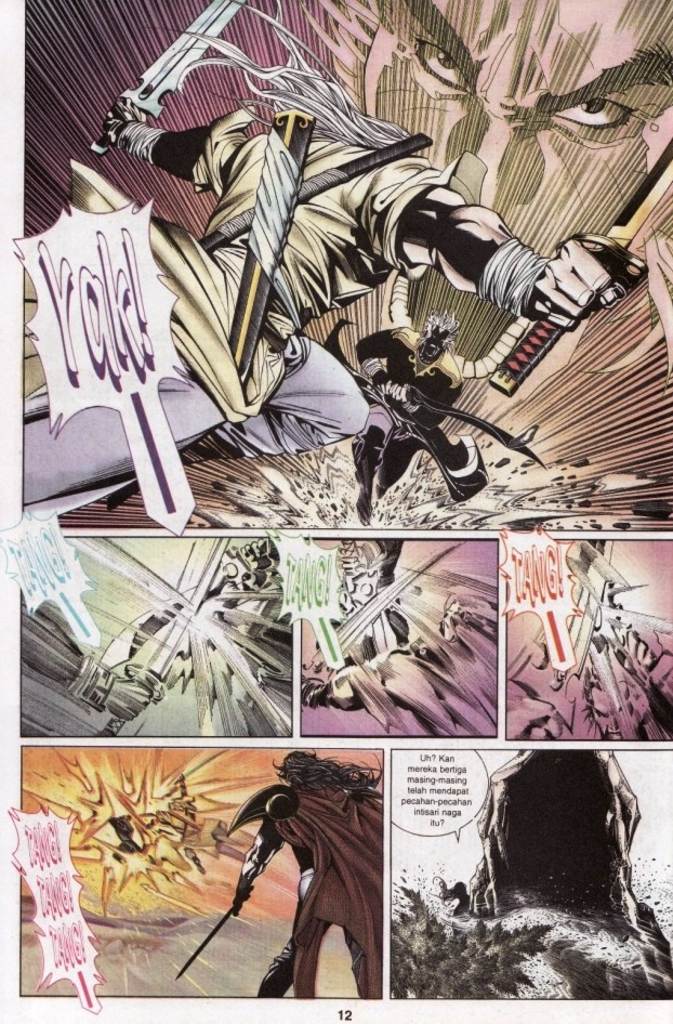 Yak!
TANG!
TANG!
TANG!
TANG!
TANG!
TANG!
Uh? Kan
mereka bertiga
masing-masing
telah mendapat
pecahan-pecahan
intisari naga
itu?
12